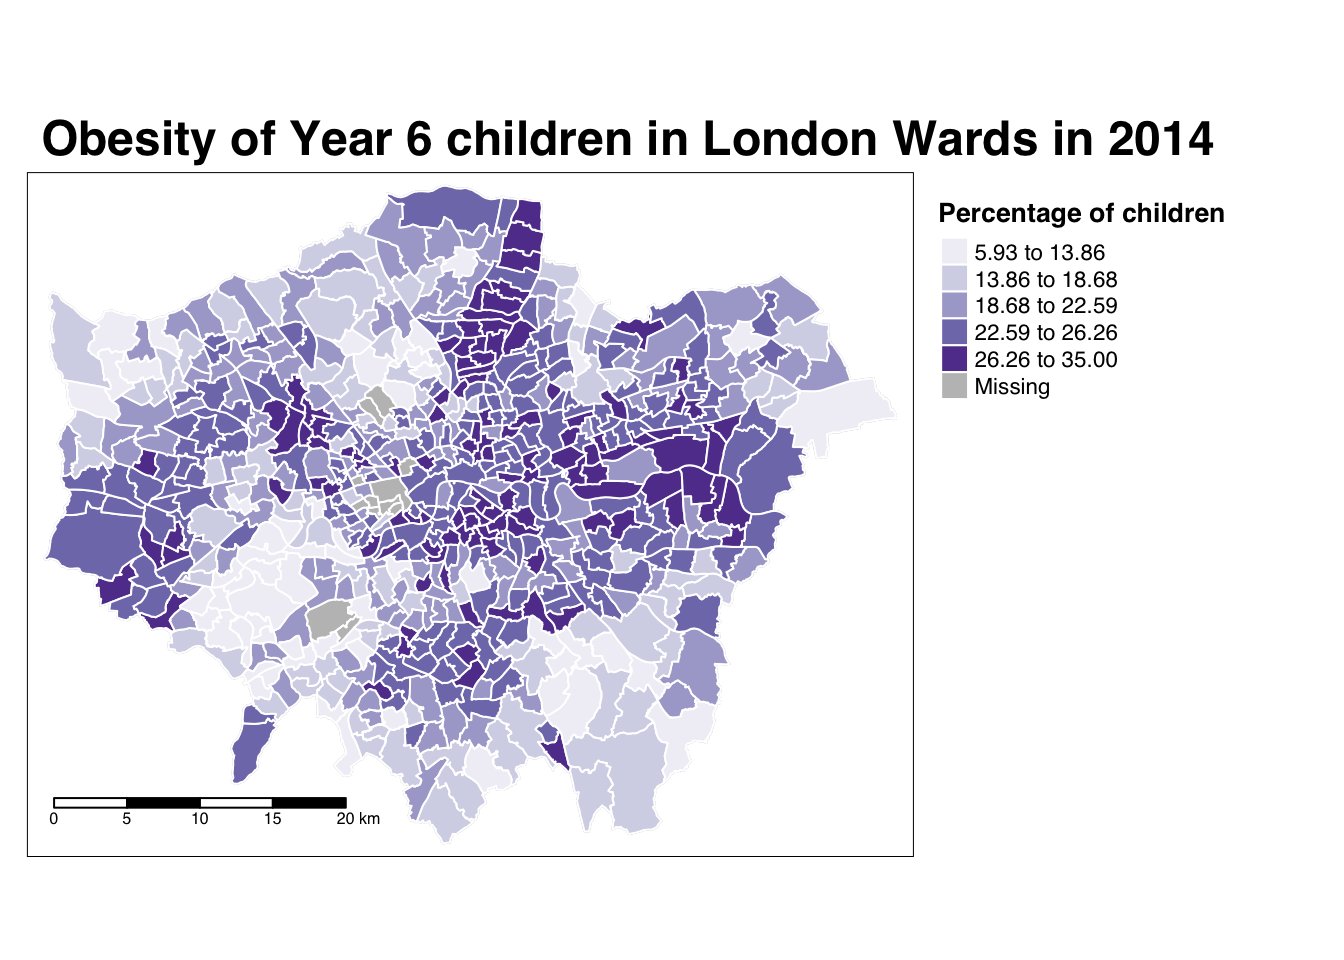 Obesity of Year 6 children in London Wards in 2014
Percentage of children
5.93 to 13.86
13.86 to 18.68
18.68 to 22.59
22.59 to 26.26
26.26 to 35.00
Missing
0 5 10 15 20 km